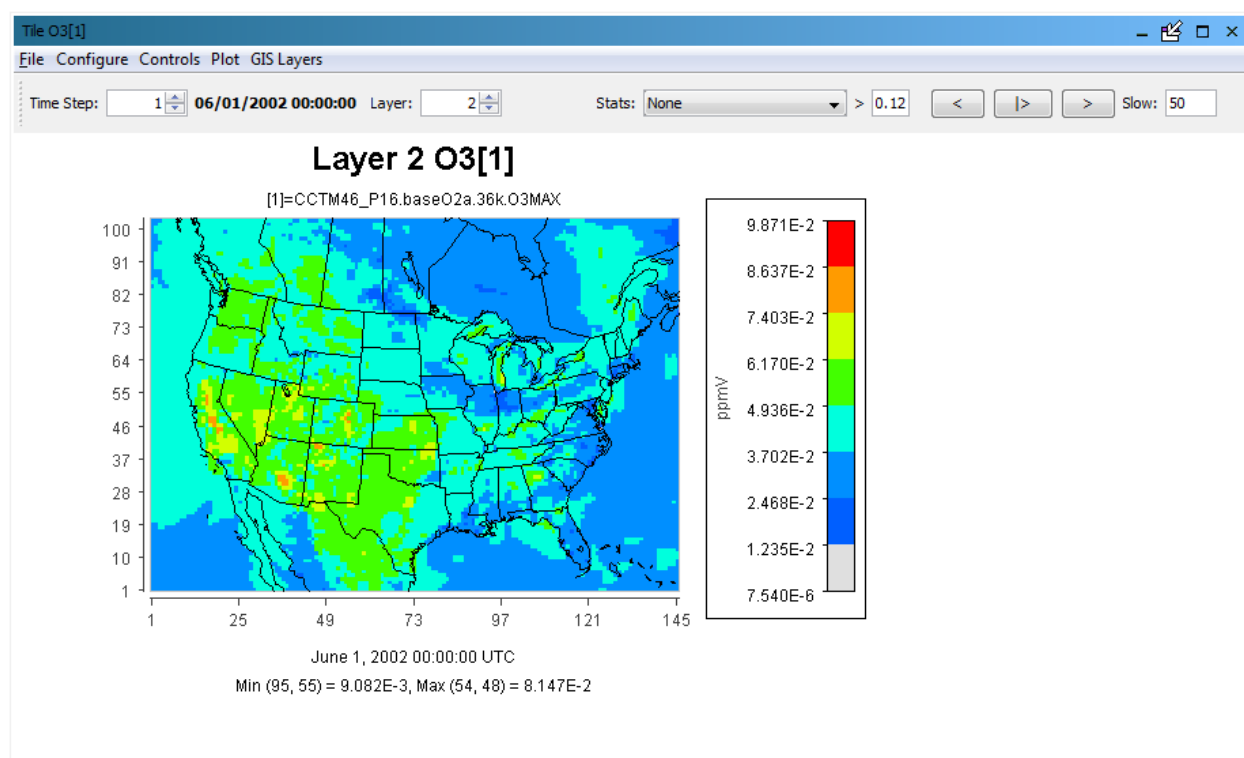 Tile O3[1]
File Configure Controls Plot GIS Layers
Time Step: 1 06/01/2002 00:00:00 Layer: 2 Stats: None > 0.12 < |> > Slow: 50
Layer 2 O3[1]
[1]=CCTM46_P16.baseO2a.36k.O3MAX
100
91
82
73
64
55
46
37
28
19
10
1
1 25 49 73 97 121 145
9.871E-2
8.637E-2
7.403E-2
6.170E-2
4.936E-2
3.702E-2
2.468E-2
1.235E-2
7.540E-6
ppmV
June 1, 2002 00:00:00 UTC
Min (95, 55) = 9.082E-3, Max (54, 48) = 8.147E-2